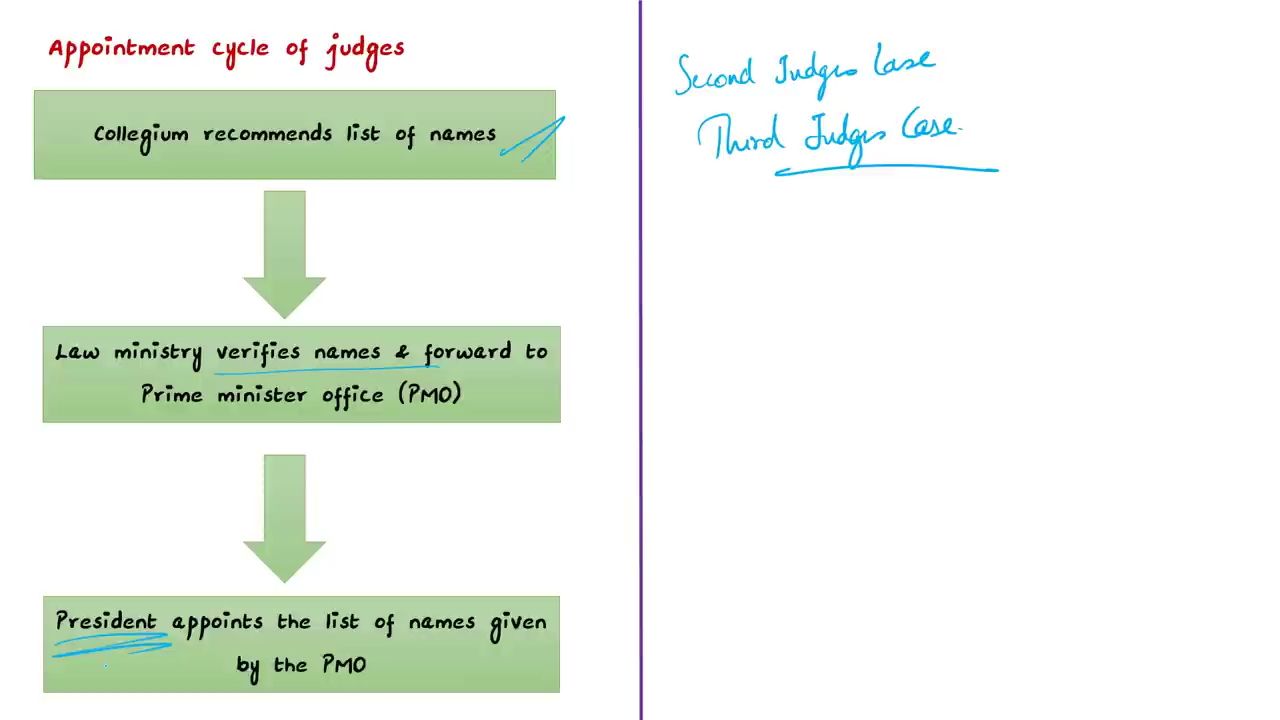 Appointment cycle of judges
Collegium recommends list of names
Law ministry verifies names & forward to
Prime minister office (PMO)
President appoints the list of names given
by the PMO
Second Judges Case
Third Judges Case.